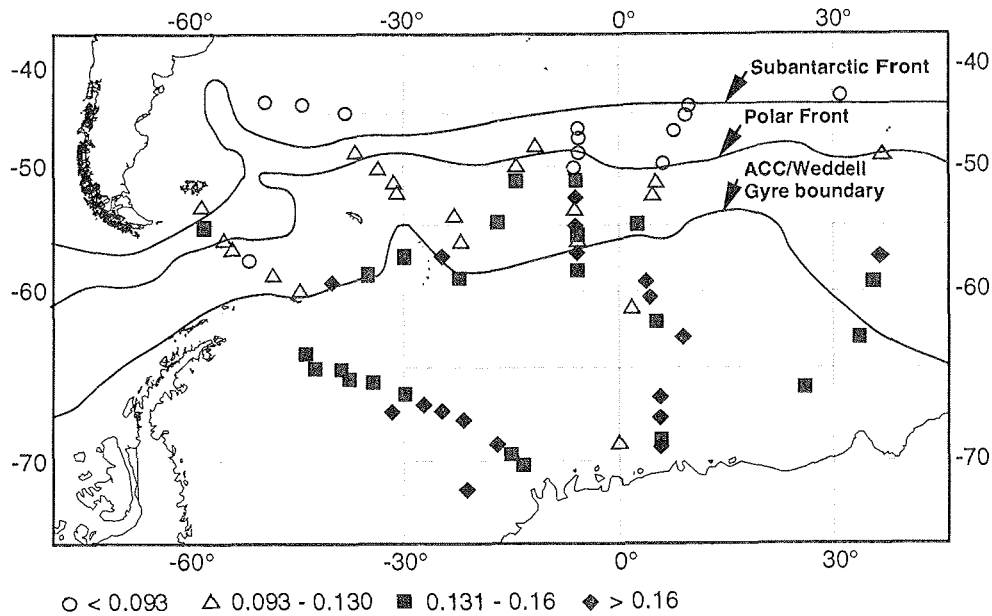 -60° -30° 0° 30°
-40 -40
Subantarctic Front
Polar Front
-50 -50
ACC/Weddell
Gyre boundary
-60 -60
-70 -70
-60° -30° 0° 30°
< 0.093 0.093 - 0.130 0.131 - 0.16 > 0.16